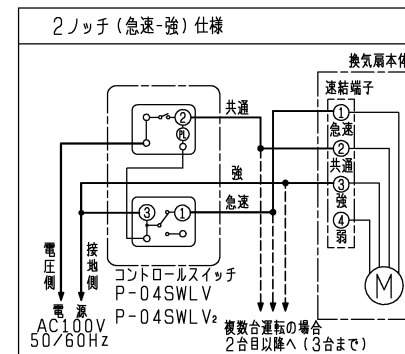 2ノッチ(急速-強)仕様
換気扇本体
速結端子
①
急速
②
共通
③
強
④
弱
M
共通
強
急速
②
PL
③
①
電圧側
接地側
電源
AC100V
50/60Hz
コントロールスイッチ
P-04SWLV
P-04SWLV₂
複数台運転の場合
2台目以降へ(3台まで)